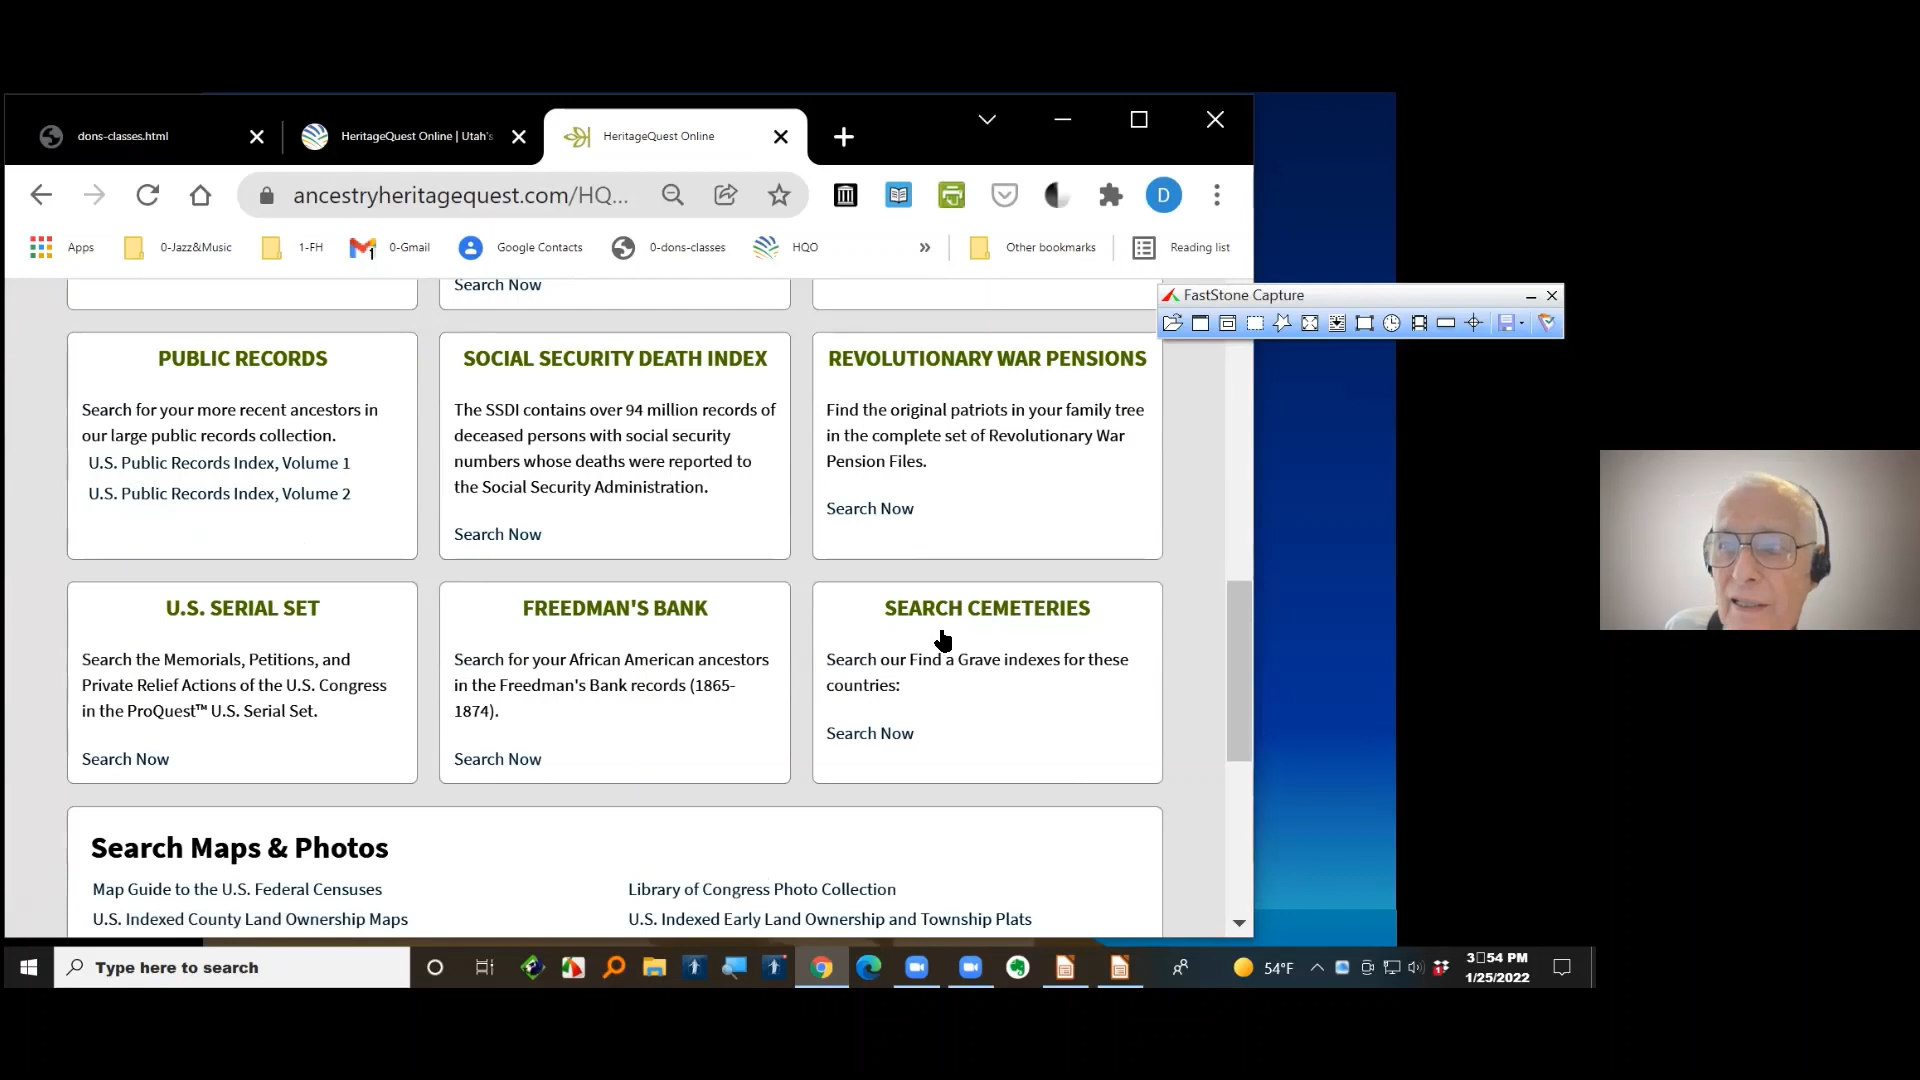 dons-classes.html
HeritageQuest Online | Utah's
HeritageQuest Online
ancestryheritagequest.com/HQ...
D
Apps
0-Jazz&Music
1-FH
0-Gmail
Google Contacts
0-dons-classes
HQO
»
Other bookmarks
Reading list
FastStone Capture
Search Now
PUBLIC RECORDS
Search for your more recent ancestors in
our large public records collection.
U.S. Public Records Index, Volume 1
U.S. Public Records Index, Volume 2
SOCIAL SECURITY DEATH INDEX
The SSDI contains over 94 million records of
deceased persons with social security
numbers whose deaths were reported to
the Social Security Administration.
Search Now
REVOLUTIONARY WAR PENSIONS
Find the original patriots in your family tree
in the complete set of Revolutionary War
Pension Files.
Search Now
U.S. SERIAL SET
Search the Memorials, Petitions, and
Private Relief Actions of the U.S. Congress
in the ProQuest™ U.S. Serial Set.
Search Now
FREEDMAN'S BANK
Search for your African American ancestors
in the Freedman's Bank records (1865-
1874).
Search Now
SEARCH CEMETERIES
Search our Find a Grave indexes for these
countries:
Search Now
Search Maps & Photos
Map Guide to the U.S. Federal Censuses
Library of Congress Photo Collection
U.S. Indexed County Land Ownership Maps
U.S. Indexed Early Land Ownership and Township Plats
Type here to search
54°F
3▯54 PM
1/25/2022